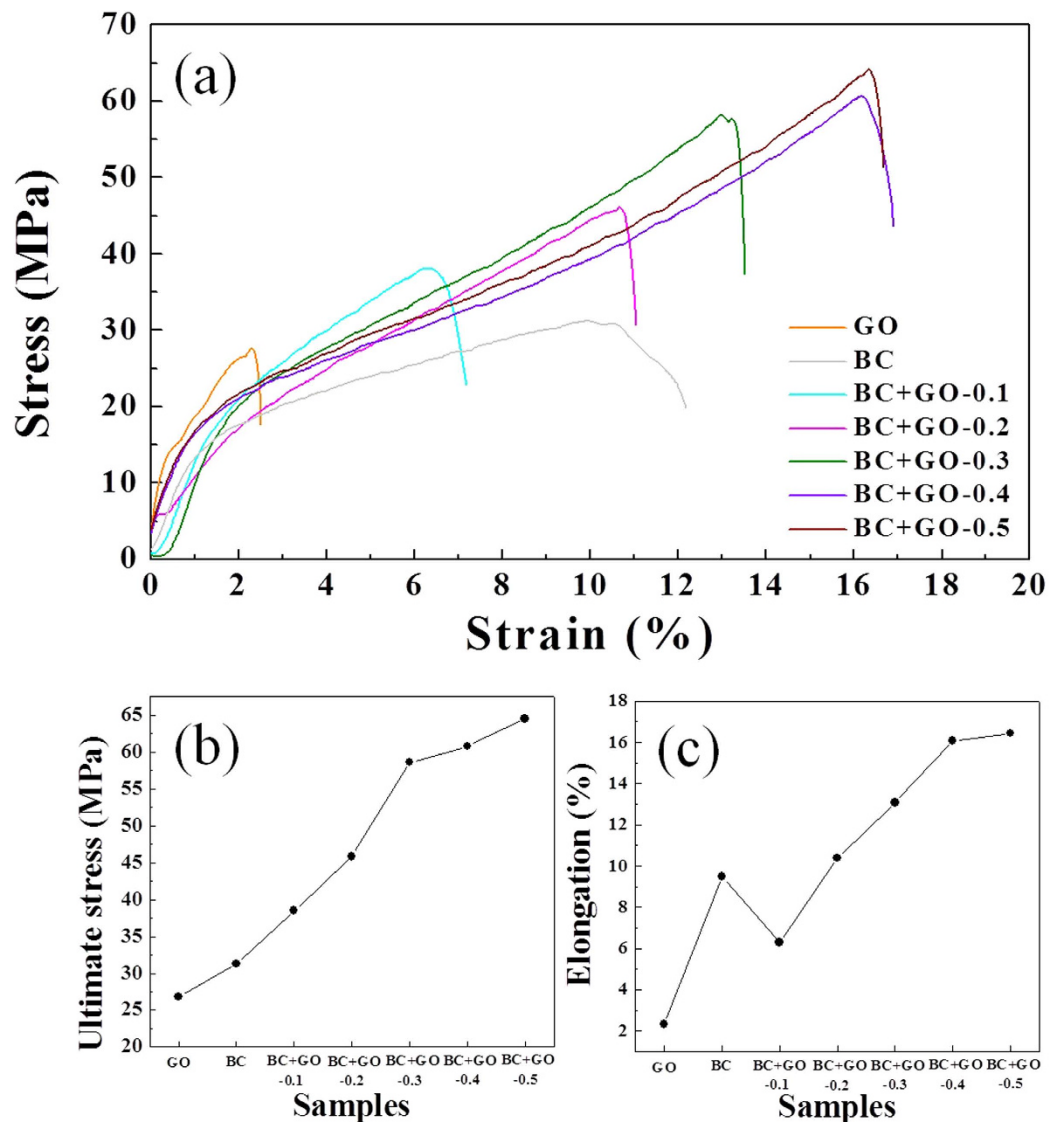 (a)
Stress (MPa)
70
60
50
40
30
20
10
0
0 2 4 6 8 10 12 14 16 18 20
Strain (%)
GO
BC
BC+GO-0.1
BC+GO-0.2
BC+GO-0.3
BC+GO-0.4
BC+GO-0.5
(b)
Ultimate stress (MPa)
65
60
55
50
45
40
35
30
25
20
GO BC BC+GO BC+GO BC+GO BC+GO BC+GO
-0.1 -0.2 -0.3 -0.4 -0.5
Samples
(c)
Elongation (%)
18
16
14
12
10
8
6
4
2
GO BC BC+GO BC+GO BC+GO BC+GO BC+GO
-0.1 -0.2 -0.3 -0.4 -0.5
Samples